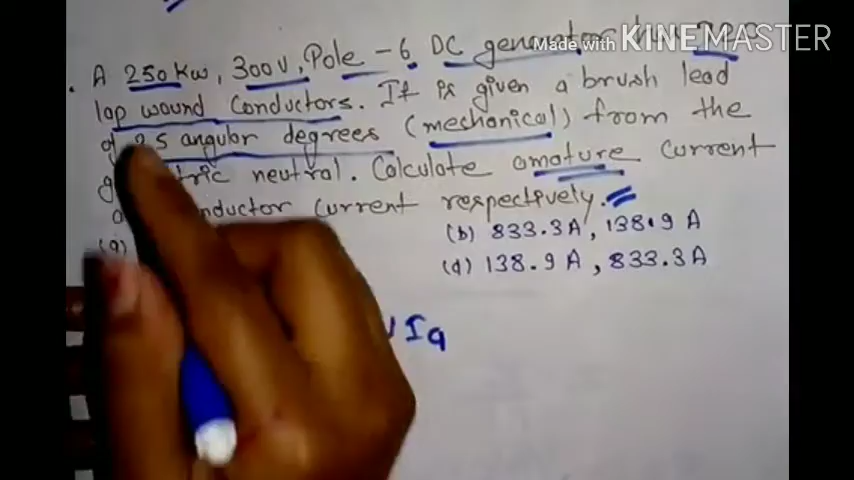 . A 250 Kw, 300V, Pole - 6 DC generator
Made with KINEMASTER
lap wound conductors. It is given a brush lead
of angular degrees (mechanical) from the
neutral. Calculate amature current
conductor current respectively.
(a) (b) 833.3A, 138.9 A
(d) 138.9 A, 833.3A
Ia